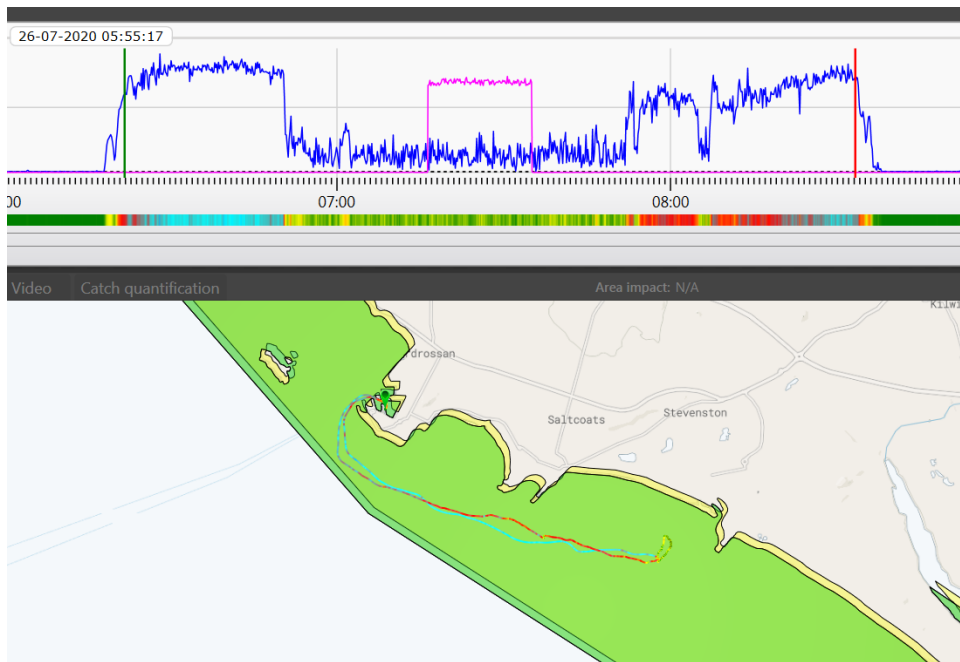 26-07-2020 05:55:17
00
07:00
08:00
Video
Catch quantification
Area impact: N/A
Kilwi
rdrossan
Saltcoats
Stevenston